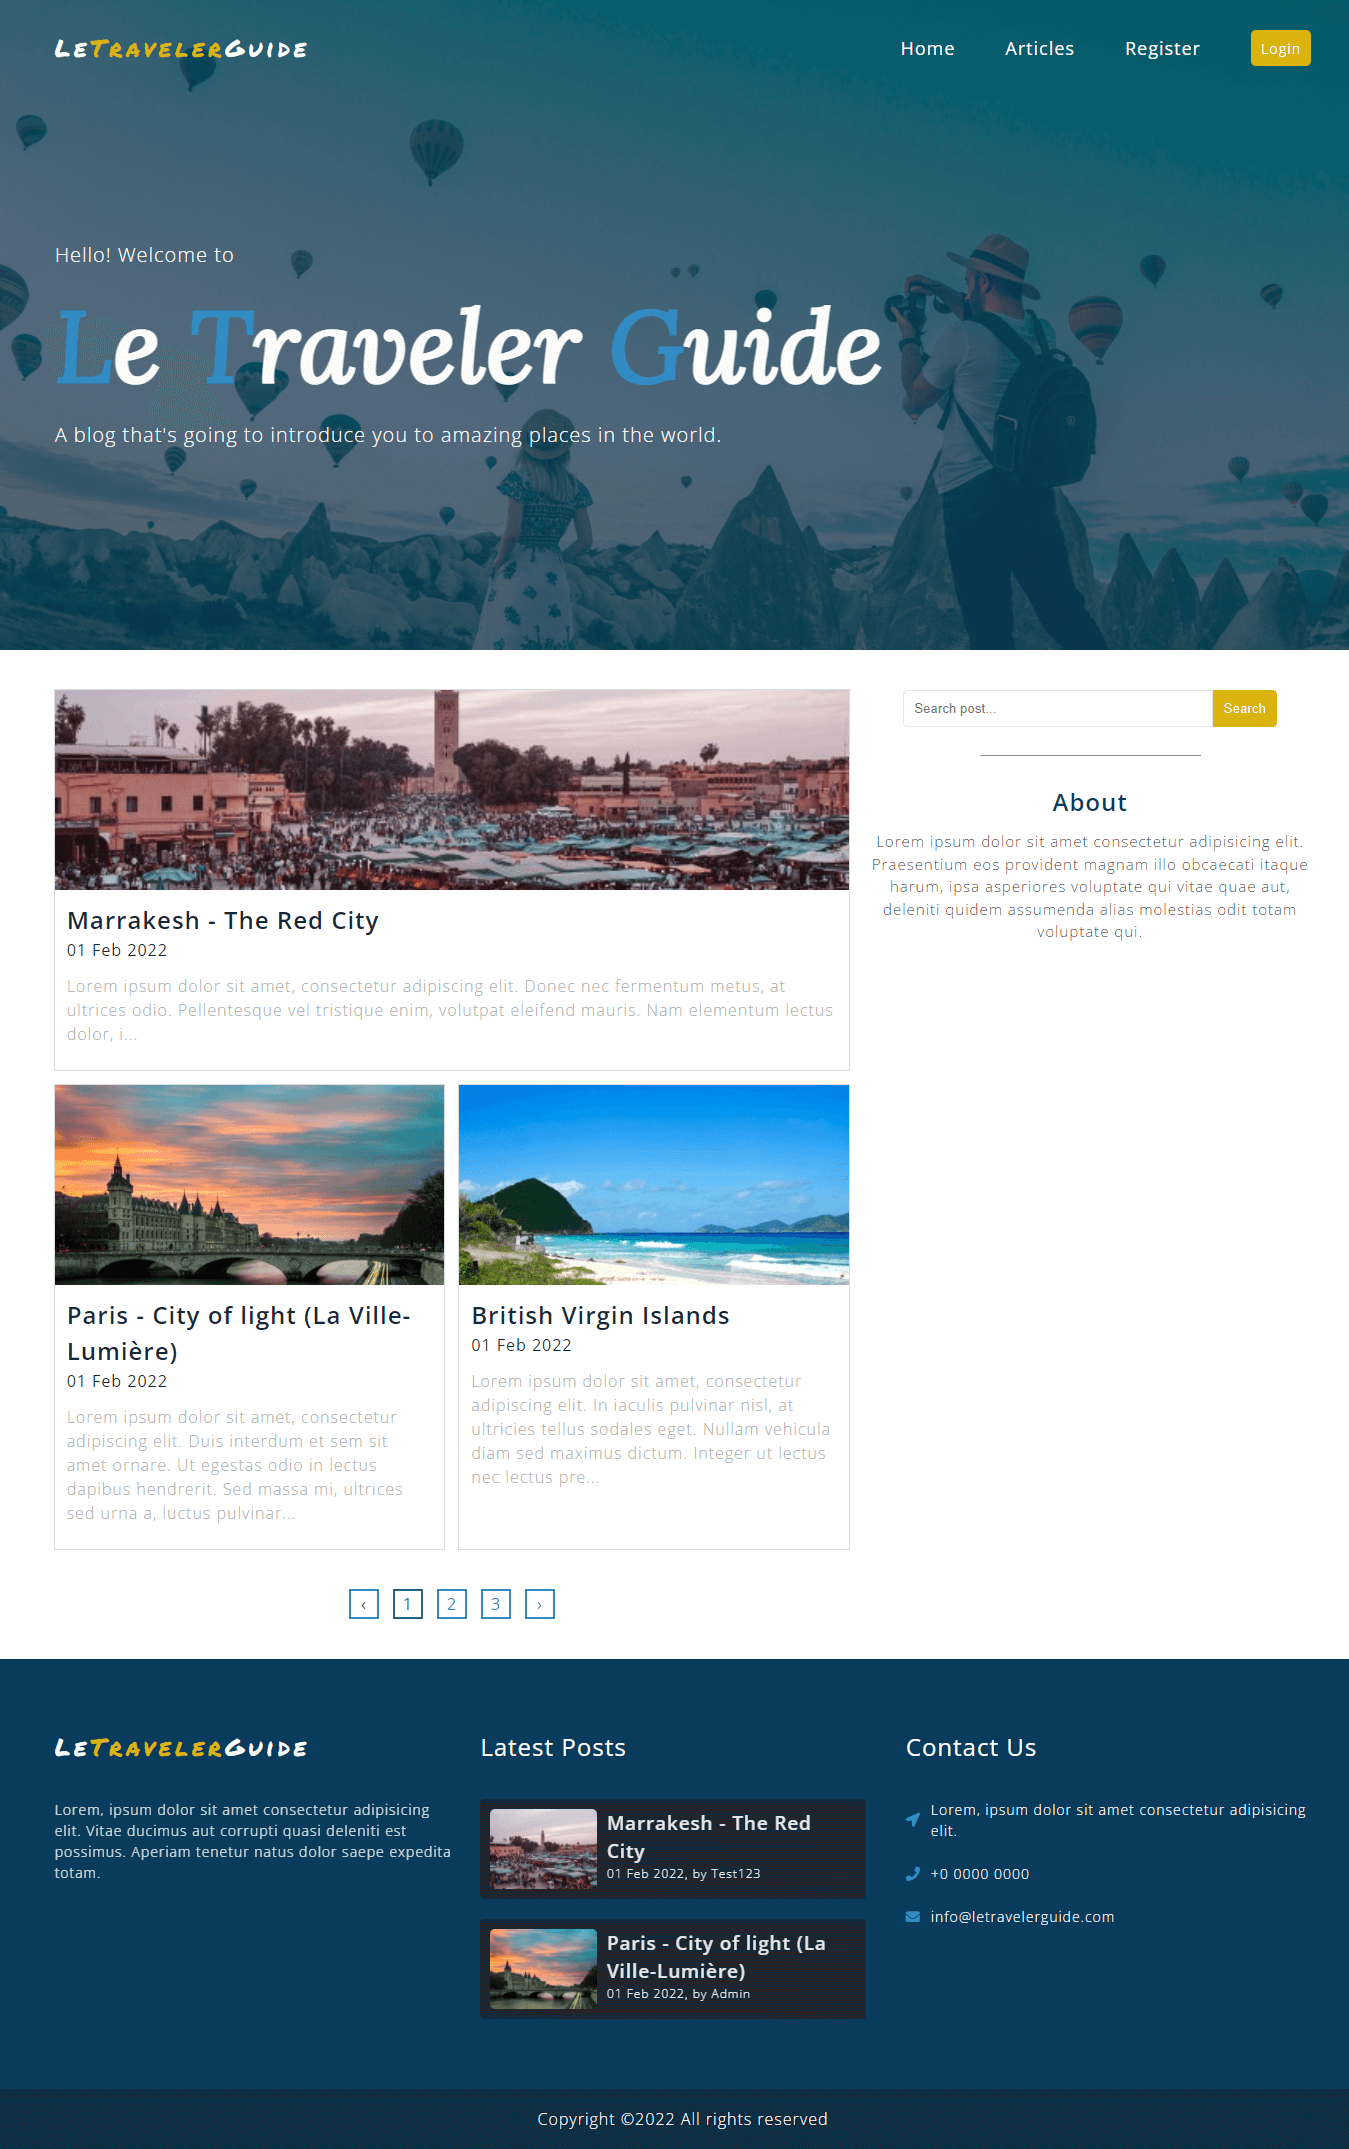 LeTravelerGuide
Home
Articles
Register
Login
Hello! Welcome to
Le Traveler Guide
A blog that's going to introduce you to amazing places in the world.
Marrakesh - The Red City
01 Feb 2022
Lorem ipsum dolor sit amet, consectetur adipiscing elit. Donec nec fermentum metus, at
ultrices odio. Pellentesque vel tristique enim, volutpat eleifend mauris. Nam elementum lectus
dolor, i...
Search post...
Search
About
Lorem ipsum dolor sit amet consectetur adipisicing elit.
Praesentium eos provident magnam illo obcaecati itaque
harum, ipsa asperiores voluptate qui vitae quae aut,
deleniti quidem assumenda alias molestias odit totam
voluptate qui.
Paris - City of light (La Ville-
Lumière)
01 Feb 2022
Lorem ipsum dolor sit amet, consectetur
adipiscing elit. Duis interdum et sem sit
amet ornare. Ut egestas odio in lectus
dapibus hendrerit. Sed massa mi, ultrices
sed urna a, luctus pulvinar...
British Virgin Islands
01 Feb 2022
Lorem ipsum dolor sit amet, consectetur
adipiscing elit. In iaculis pulvinar nisl, at
ultricies tellus sodales eget. Nullam vehicula
diam sed maximus dictum. Integer ut lectus
nec lectus pre...
‹ 1 2 3 ›
LeTravelerGuide
Lorem, ipsum dolor sit amet consectetur adipisicing
elit. Vitae ducimus aut corrupti quasi deleniti est
possimus. Aperiam tenetur natus dolor saepe expedita
totam.
Latest Posts
Marrakesh - The Red
City
01 Feb 2022, by Test123
Paris - City of light (La
Ville-Lumière)
01 Feb 2022, by Admin
Contact Us
Lorem, ipsum dolor sit amet consectetur adipisicing
elit.
+0 0000 0000
info@letravelerguide.com
Copyright ©2022 All rights reserved